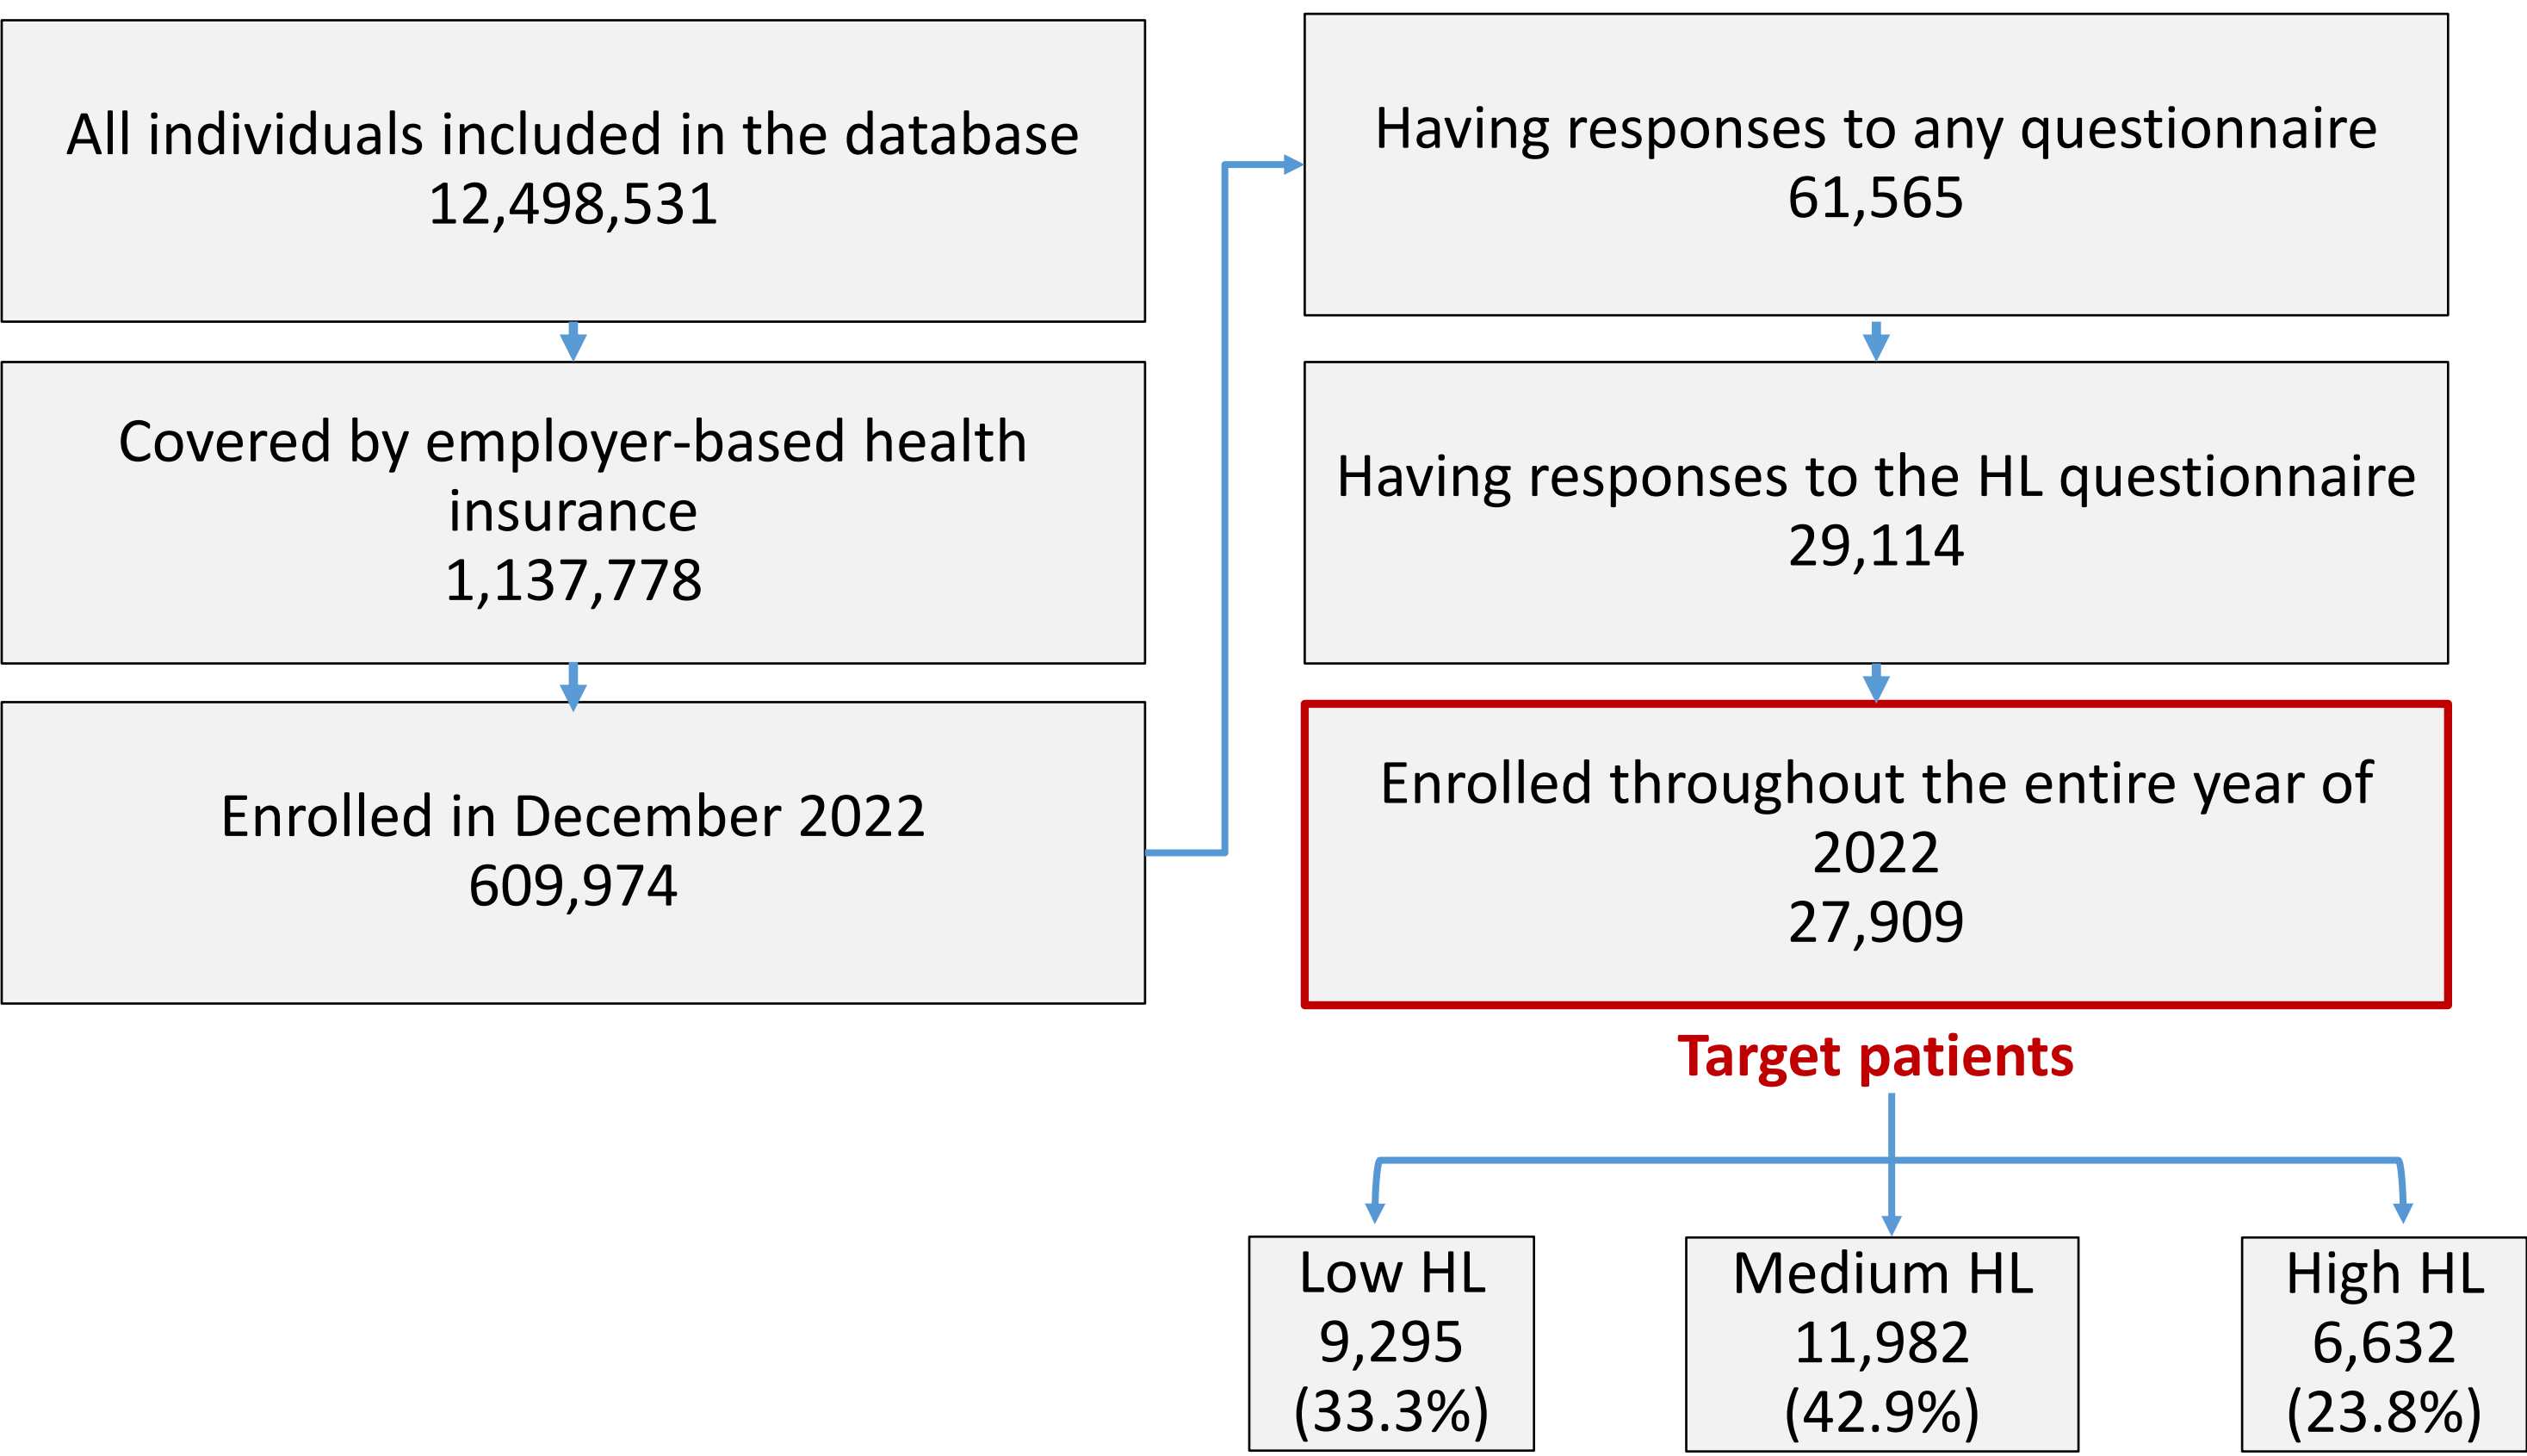 All individuals included in the database
12,498,531
Covered by employer-based health
insurance
1,137,778
Enrolled in December 2022
609,974
Having responses to any questionnaire
61,565
Having responses to the HL questionnaire
29,114
Enrolled throughout the entire year of
2022
27,909
Target patients
Low HL
9,295
(33.3%)
Medium HL
11,982
(42.9%)
High HL
6,632
(23.8%)